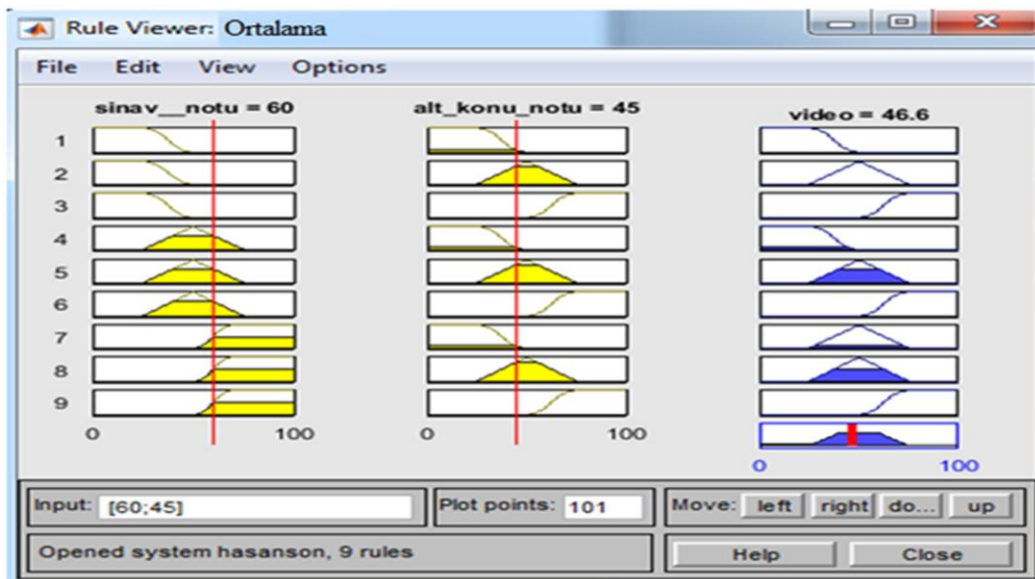 Rule Viewer: Ortalama
File Edit View Options
sinav__notu = 60
alt_konu_notu = 45
video = 46.6
1
2
3
4
5
6
7
8
9
0 100
0 100
0 100
Input: [60;45]
Plot points: 101
Move: left right do... up
Opened system hasanson, 9 rules
Help Close